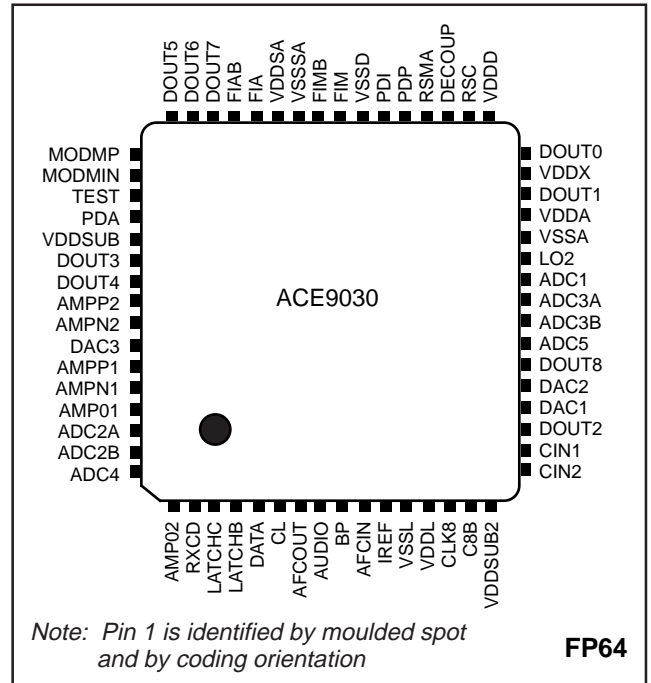 DOUT5
DOUT6
DOUT7
FIAB
FIA
VDDSA
VSSSA
FIMB
FIM
VSSD
PDI
PDP
RSMA
DECOUP
RSC
VDDD
MODMP
MODMIN
TEST
PDA
VDDSUB
DOUT3
DOUT4
AMPP2
AMPN2
DAC3
AMPP1
AMPN1
AMP01
ADC2A
ADC2B
ADC4
ACE9030
DOUT0
VDDX
DOUT1
VDDA
VSSA
LO2
ADC1
ADC3A
ADC3B
ADC5
DOUT8
DAC2
DAC1
DOUT2
CIN1
CIN2
AMP02
RXCD
LATCHC
LATCHB
DATA
CL
AFCOUT
AUDIO
BP
AFCIN
IREF
VSSL
VDDL
CLK8
C8B
VDDSUB2
Note: Pin 1 is identified by moulded spot
and by coding orientation
FP64